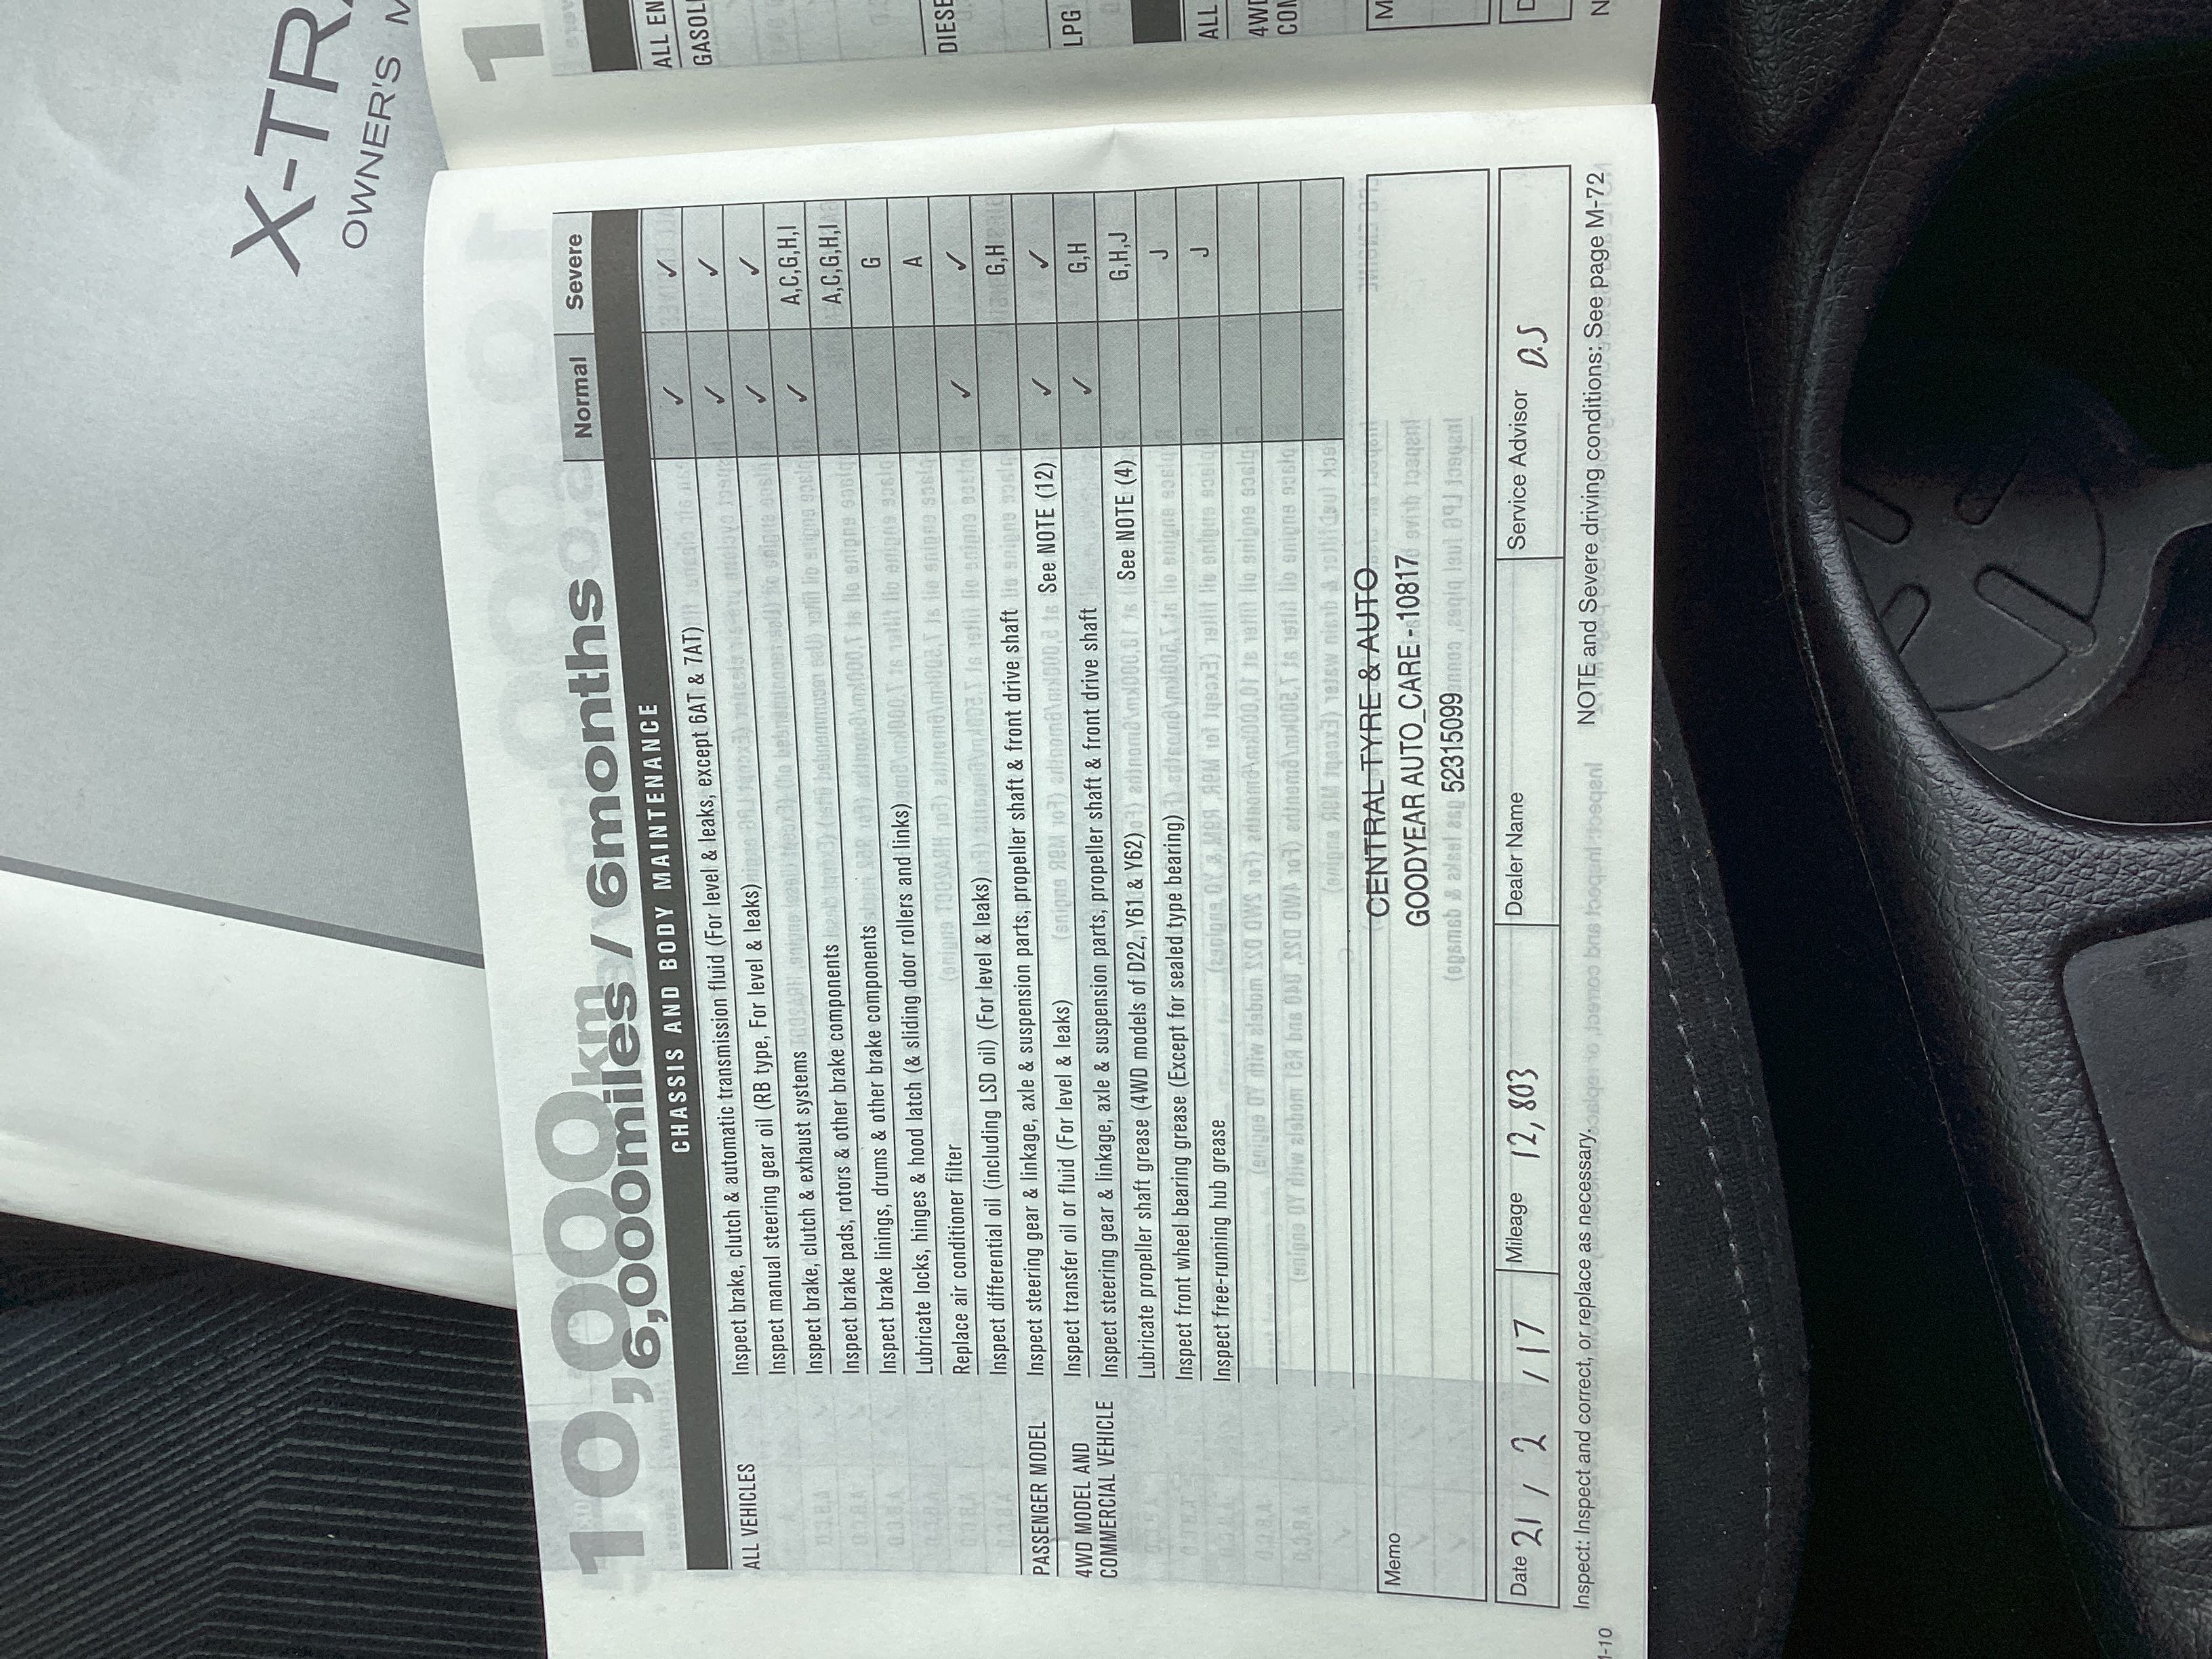 X-TRA
OWNER'S M
10,000km
6,000miles/ 6months
Normal Severe
CHASSIS AND BODY MAINTENANCE
ALL VEHICLES
Inspect brake, clutch & automatic transmission fluid (For level & leaks, except 6AT & 7AT) ✓ ✓
Inspect manual steering gear oil (RB type, For level & leaks) ✓ ✓
Inspect brake, clutch & exhaust systems ✓ ✓
Inspect brake pads, rotors & other brake components ✓ A,C,G,H,I
Inspect brake linings, drums & other brake components A,C,G,H,I
Lubricate locks, hinges & hood latch (& sliding door rollers and links) G
Replace air conditioner filter A
Inspect differential oil (including LSD oil) (For level & leaks) ✓ ✓
PASSENGER MODEL Inspect steering gear & linkage, axle & suspension parts, propeller shaft & front drive shaft G,H
4WD MODEL AND Inspect transfer oil or fluid (For level & leaks) See NOTE (12) ✓ ✓
COMMERCIAL VEHICLE Inspect steering gear & linkage, axle & suspension parts, propeller shaft & front drive shaft ✓ G,H
Lubricate propeller shaft grease (4WD models of D22, Y61 & Y62) See NOTE (4) G,H,J
Inspect front wheel bearing grease (Except for sealed type bearing) J
Inspect free-running hub grease J
Memo
CENTRAL TYRE & AUTO
GOODYEAR AUTO_CARE - 10817
52315099
Date 21 / 2 / 17 Mileage 12,803 Dealer Name Service Advisor D.S
Inspect: Inspect and correct, or replace as necessary. NOTE and Severe driving conditions: See page M-72
-10
1
ALL EN
GASOL
DIESE
LPG
ALL
4WD
COM
M
D
N